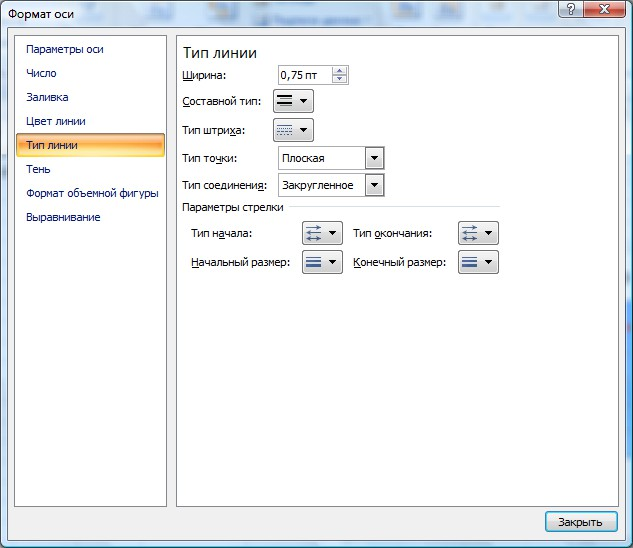 Формат оси
Параметры оси
Число
Заливка
Цвет линии
Тип линии
Тень
Формат объемной фигуры
Выравнивание
Тип линии
Ширина: 0,75 пт
Составной тип:
Тип штриха:
Тип точки: Плоская
Тип соединения: Закругленное
Параметры стрелки
Тип начала: Тип окончания:
Начальный размер: Конечный размер:
Закрыть